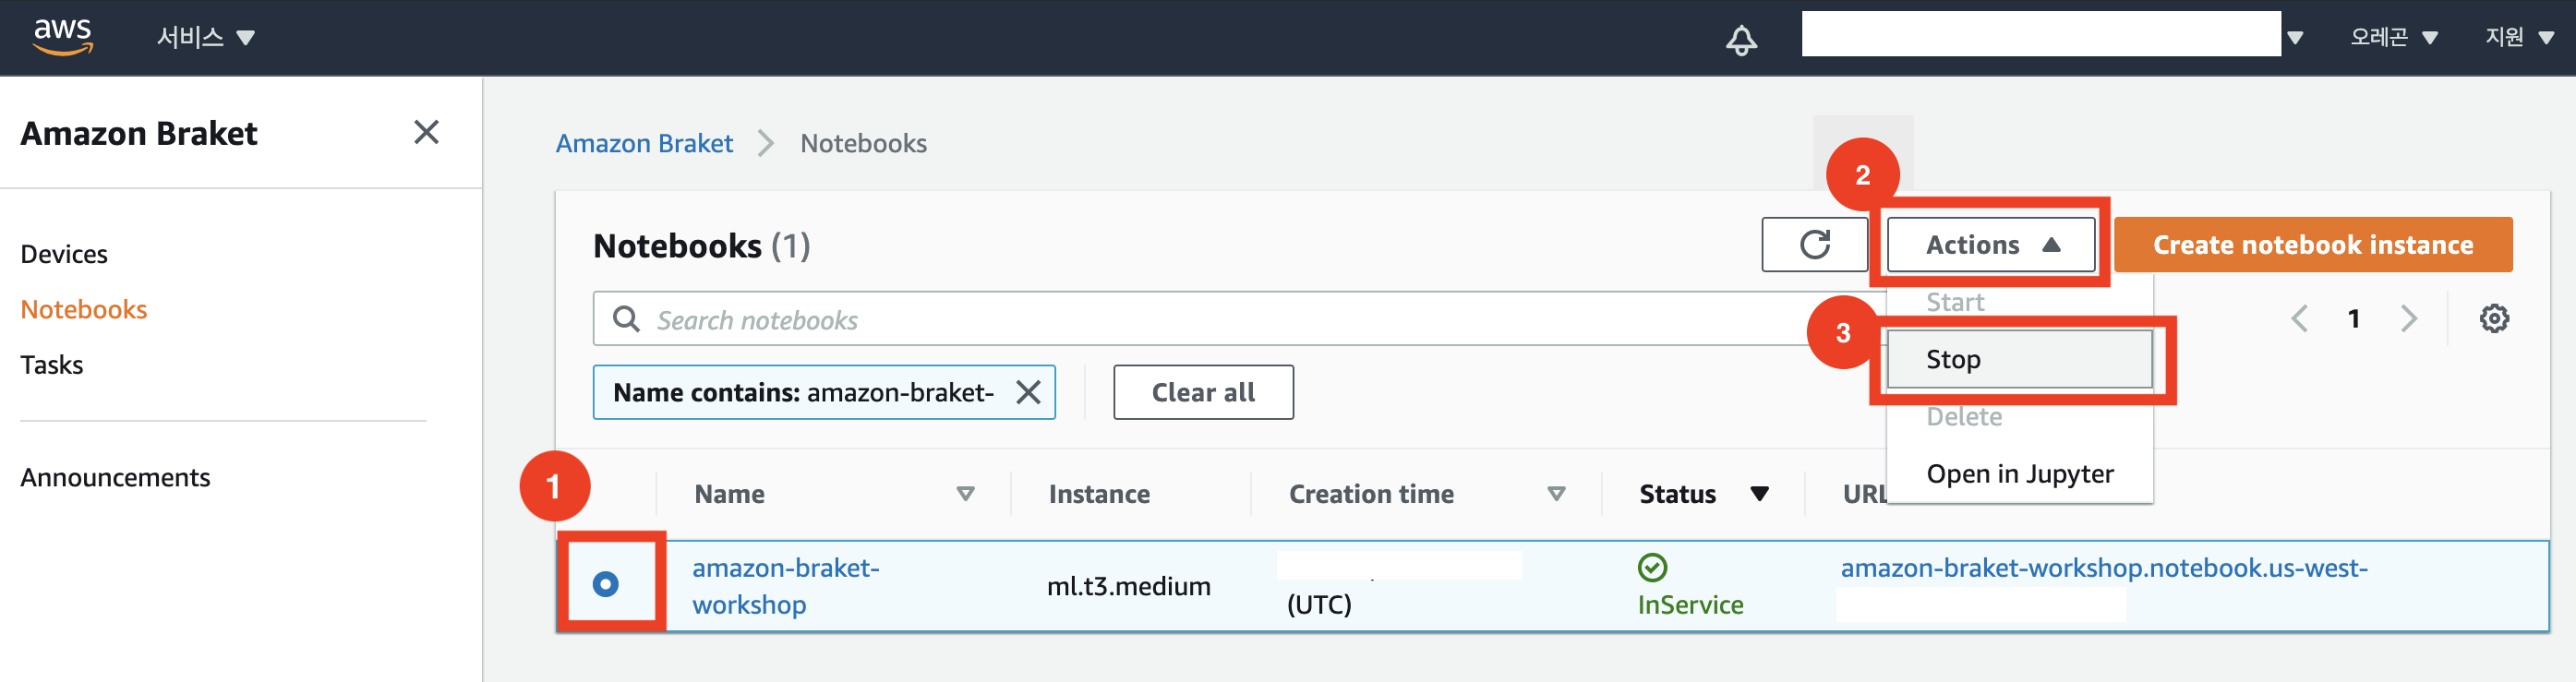 aws 서비스 오레곤 지원
Amazon Braket
Devices
Notebooks
Tasks
Announcements
Amazon Braket Notebooks
2
Notebooks (1) Actions Create notebook instance
Search notebooks 1
Start
3
Stop
Delete
Open in Jupyter
Name contains: amazon-braket- Clear all
1
Name Instance Creation time Status URL
amazon-braket-
workshop
ml.t3.medium
(UTC)
InService
amazon-braket-workshop.notebook.us-west-